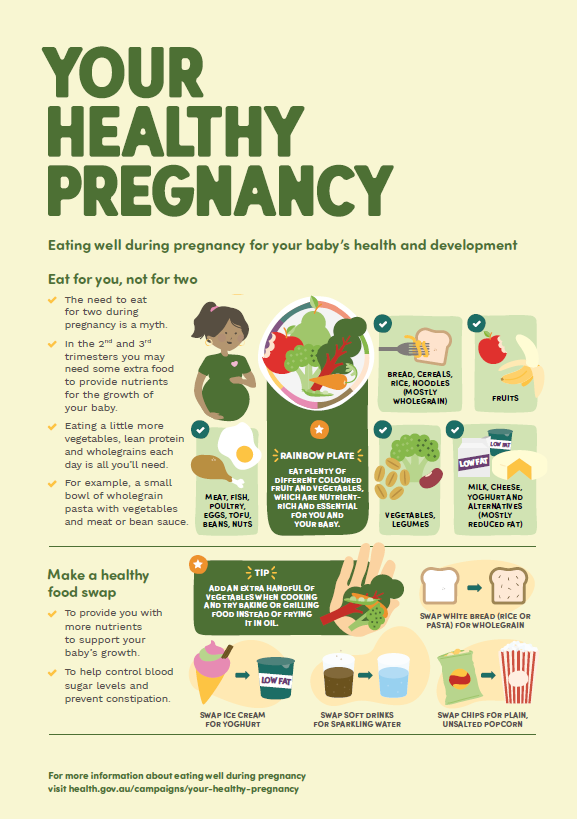 YOUR
HEALTHY
PREGNANCY
Eating well during pregnancy for your baby's health and development
Eat for you, not for two
The need to eat
for two during
pregnancy is a myth.
In the 2nd and 3rd
trimesters you may
need some extra food
to provide nutrients
for the growth of
your baby.
Eating a little more
vegetables, lean protein
and wholegrains each
day is all you'll need.
For example, a small
bowl of wholegrain
pasta with vegetables
and meat or bean sauce.
MEAT, FISH,
POULTRY,
EGGS, TOFU,
BEANS, NUTS
RAINBOW PLATE
EAT PLENTY OF
DIFFERENT COLOURED
FRUIT AND VEGETABLES,
WHICH ARE NUTRIENT-
RICH AND ESSENTIAL
FOR YOU AND
YOUR BABY.
BREAD, CEREALS,
RICE, NOODLES
(MOSTLY
WHOLEGRAIN)
FRUITS
VEGETABLES,
LEGUMES
LOW FAT
LOW FAT
MILK, CHEESE,
YOGHURT AND
ALTERNATIVES
(MOSTLY
REDUCED FAT)
Make a healthy
food swap
To provide you with
more nutrients
to support your
baby's growth.
To help control blood
sugar levels and
prevent constipation.
TIP
ADD AN EXTRA HANDFUL OF
VEGETABLES WHEN COOKING
AND TRY BAKING OR GRILLING
FOOD INSTEAD OF FRYING
IT IN OIL.
SWAP WHITE BREAD (RICE OR
PASTA) FOR WHOLEGRAIN
LOW FAT
SWAP ICE CREAM
FOR YOGHURT
SWAP SOFT DRINKS
FOR SPARKLING WATER
SWAP CHIPS FOR PLAIN,
UNSALTED POPCORN
For more information about eating well during pregnancy
visit health.gov.au/campaigns/your-healthy-pregnancy